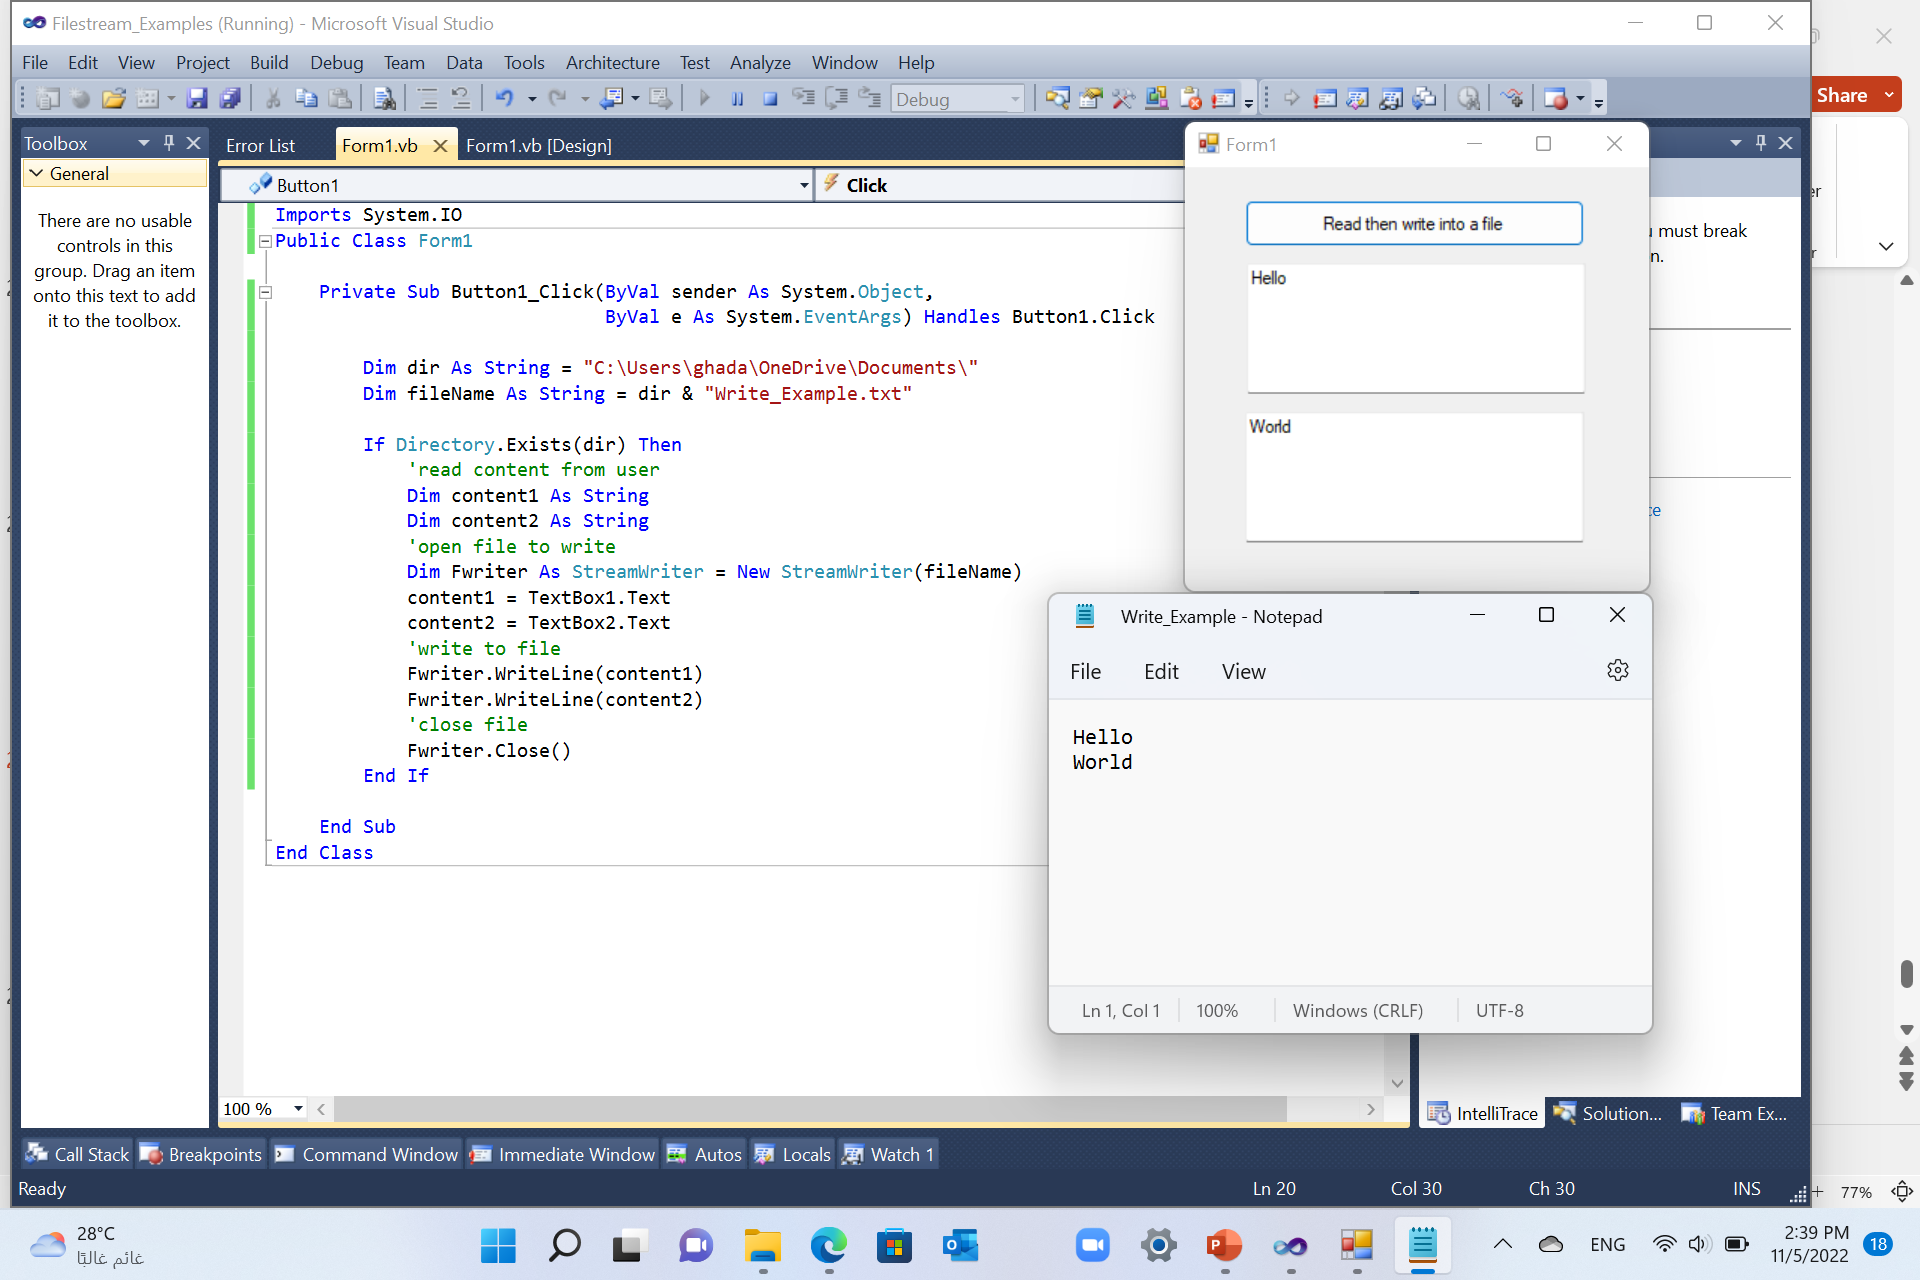 Filestream_Examples (Running) - Microsoft Visual Studio
File Edit View Project Build Debug Team Data Tools Architecture Test Analyze Window Help
Debug
Share
Toolbox
General
There are no usable
controls in this
group. Drag an item
onto this text to add
it to the toolbox.
Error List Form1.vb Form1.vb [Design]
Button1 Click
Imports System.IO
Public Class Form1
Private Sub Button1_Click(ByVal sender As System.Object,
ByVal e As System.EventArgs) Handles Button1.Click
Dim dir As String = "C:\Users\ghada\OneDrive\Documents\"
Dim fileName As String = dir & "Write_Example.txt"
If Directory.Exists(dir) Then
'read content from user
Dim content1 As String
Dim content2 As String
'open file to write
Dim Fwriter As StreamWriter = New StreamWriter(fileName)
content1 = TextBox1.Text
content2 = TextBox2.Text
'write to file
Fwriter.WriteLine(content1)
Fwriter.WriteLine(content2)
'close file
Fwriter.Close()
End If
End Sub
End Class
100 %
Form1
Read then write into a file
Hello
World
must break
Write_Example - Notepad
File Edit View
Hello
World
Ln 1, Col 1 100% Windows (CRLF) UTF-8
IntelliTrace Solution... Team Ex...
Call Stack Breakpoints Command Window Immediate Window Autos Locals Watch 1
Ready Ln 20 Col 30 Ch 30 INS
77%
28°C
غائم غالبًا
ENG
2:39 PM
11/5/2022
18